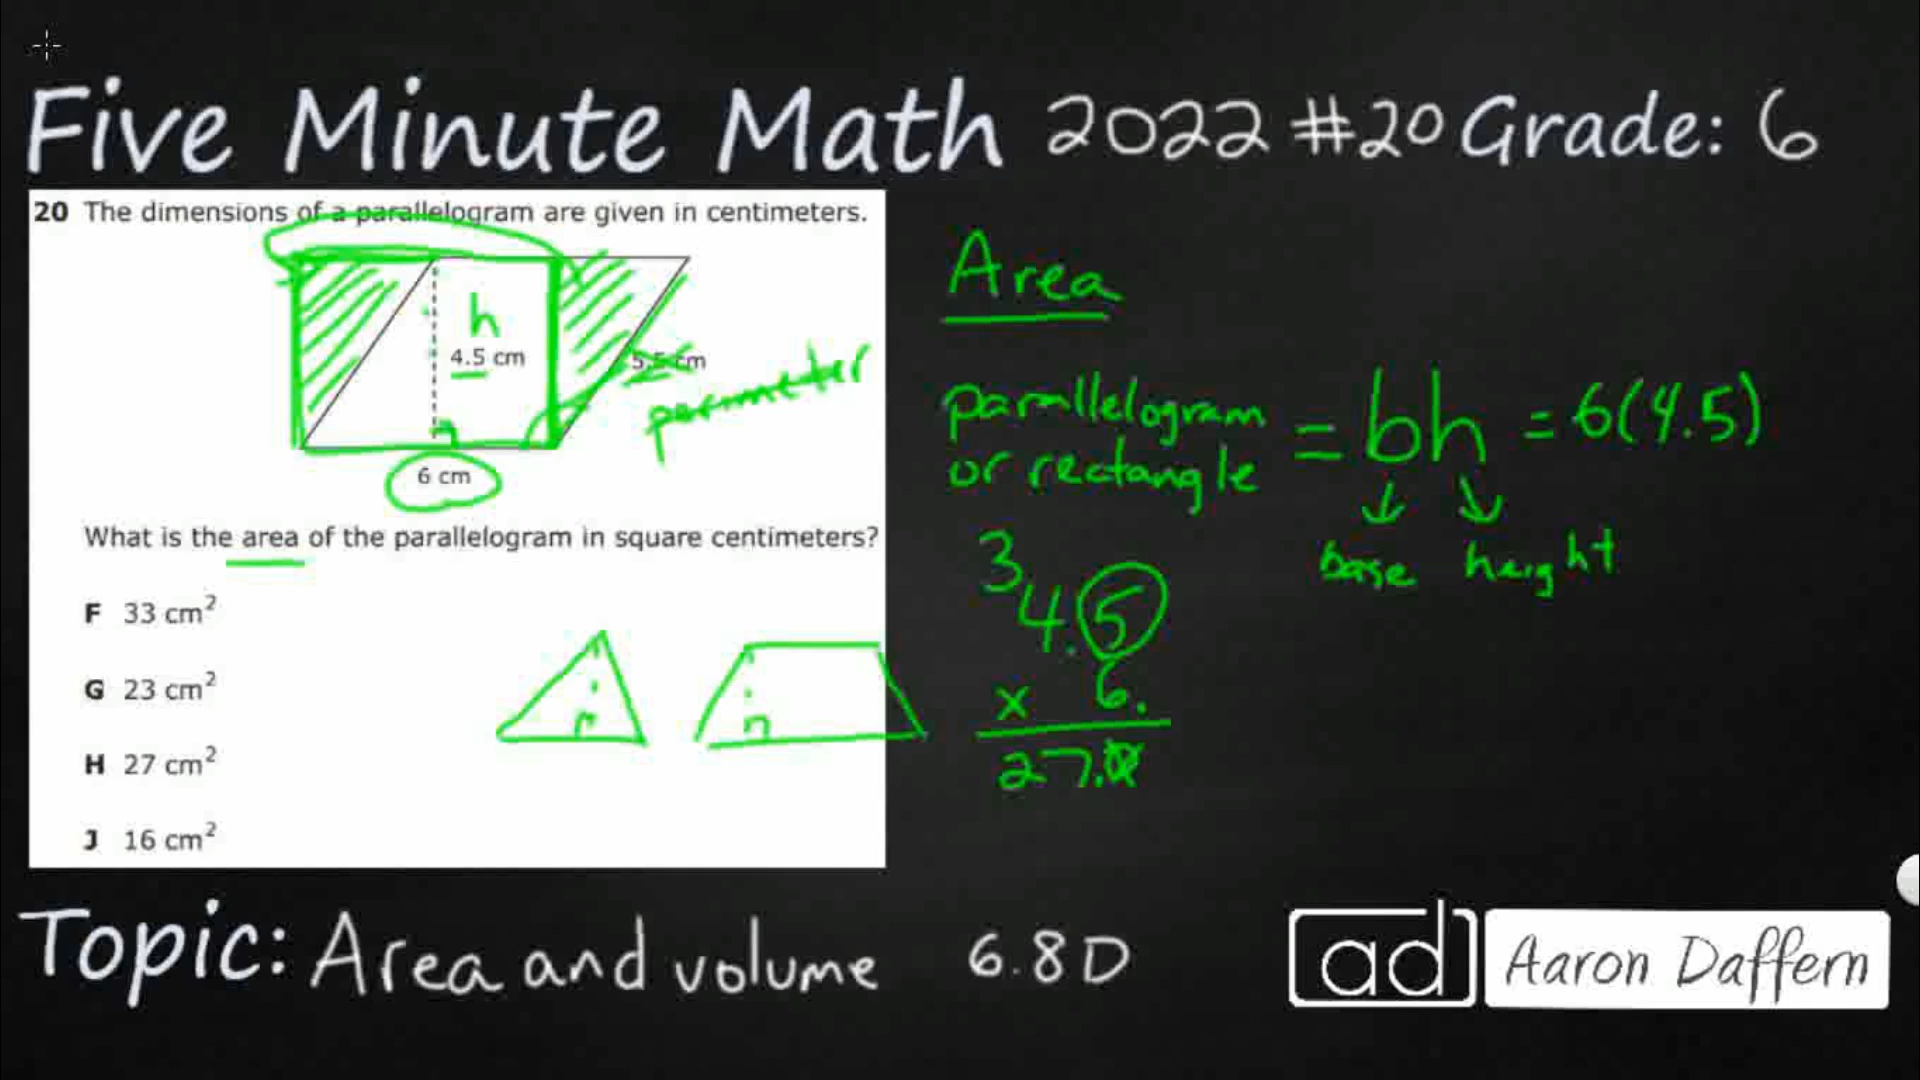 Five Minute Math 2022 #20 Grade: 6
20 The dimensions of a parallelogram are given in centimeters.
h
4.5 cm
5.5 cm
perimeter
6 cm
What is the area of the parallelogram in square centimeters?
F 33 cm²
G 23 cm²
H 27 cm²
J 16 cm²
Area
parallelogram
or rectangle
= bh = 6(4.5)
base height
3
4.5
x 6.
27.0
Topic: Area and volume 6.8D
ad Aaron Daffern